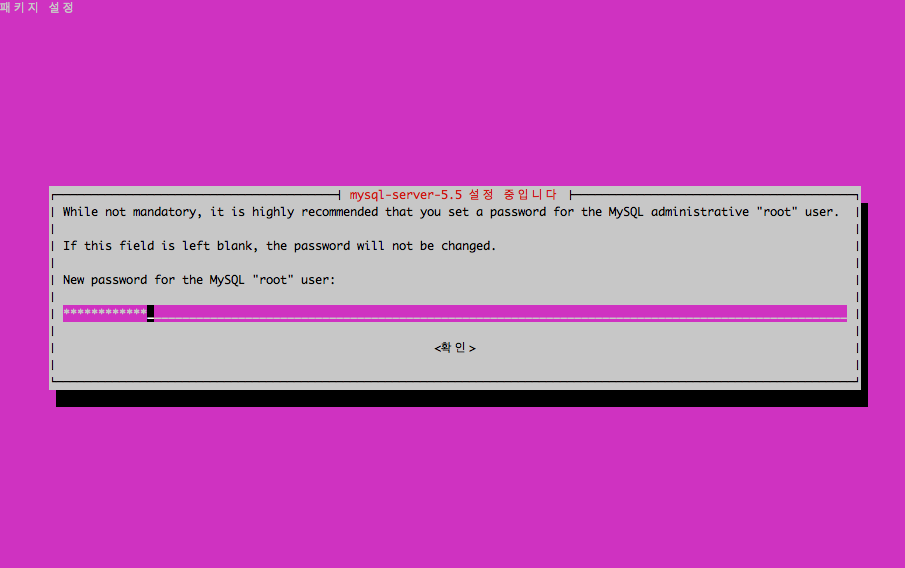 패키지 설정
mysql-server-5.5 설정 중입니다
While not mandatory, it is highly recommended that you set a password for the MySQL administrative "root" user.
If this field is left blank, the password will not be changed.
New password for the MySQL "root" user:
************
<확인>